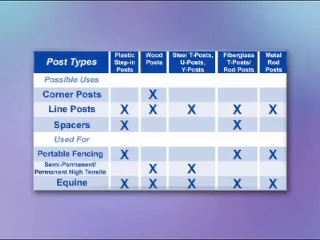 Post Types Plastic Step-in Posts Wood Posts Steel T-Posts, U-Posts, Y-Posts Fiberglass T-Posts/ Rod Posts Metal Rod Posts
Possible Uses
Corner Posts X
Line Posts X X X X X
Spacers X X
Used For
Portable Fencing X X X
Semi-Permanent/
Permanent High Tensile X X
Equine X X X X X